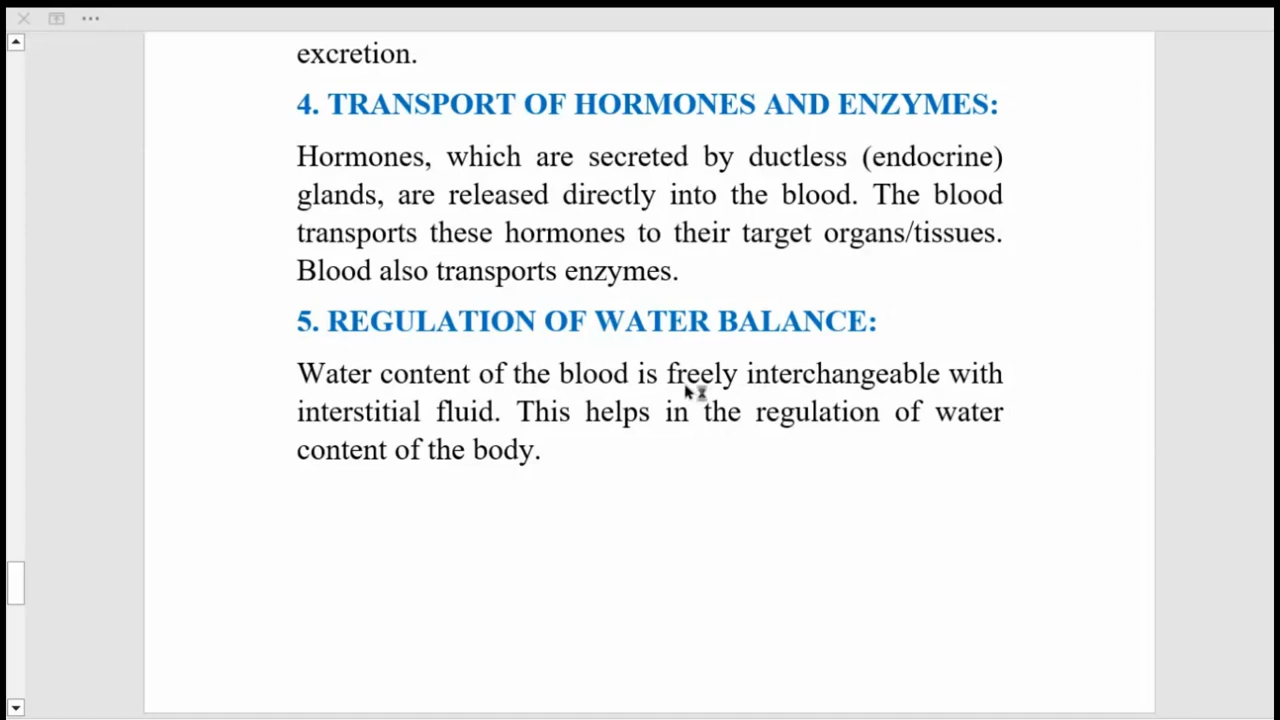 excretion.
4. TRANSPORT OF HORMONES AND ENZYMES:
Hormones, which are secreted by ductless (endocrine)
glands, are released directly into the blood. The blood
transports these hormones to their target organs/tissues.
Blood also transports enzymes.
5. REGULATION OF WATER BALANCE:
Water content of the blood is freely interchangeable with
interstitial fluid. This helps in the regulation of water
content of the body.